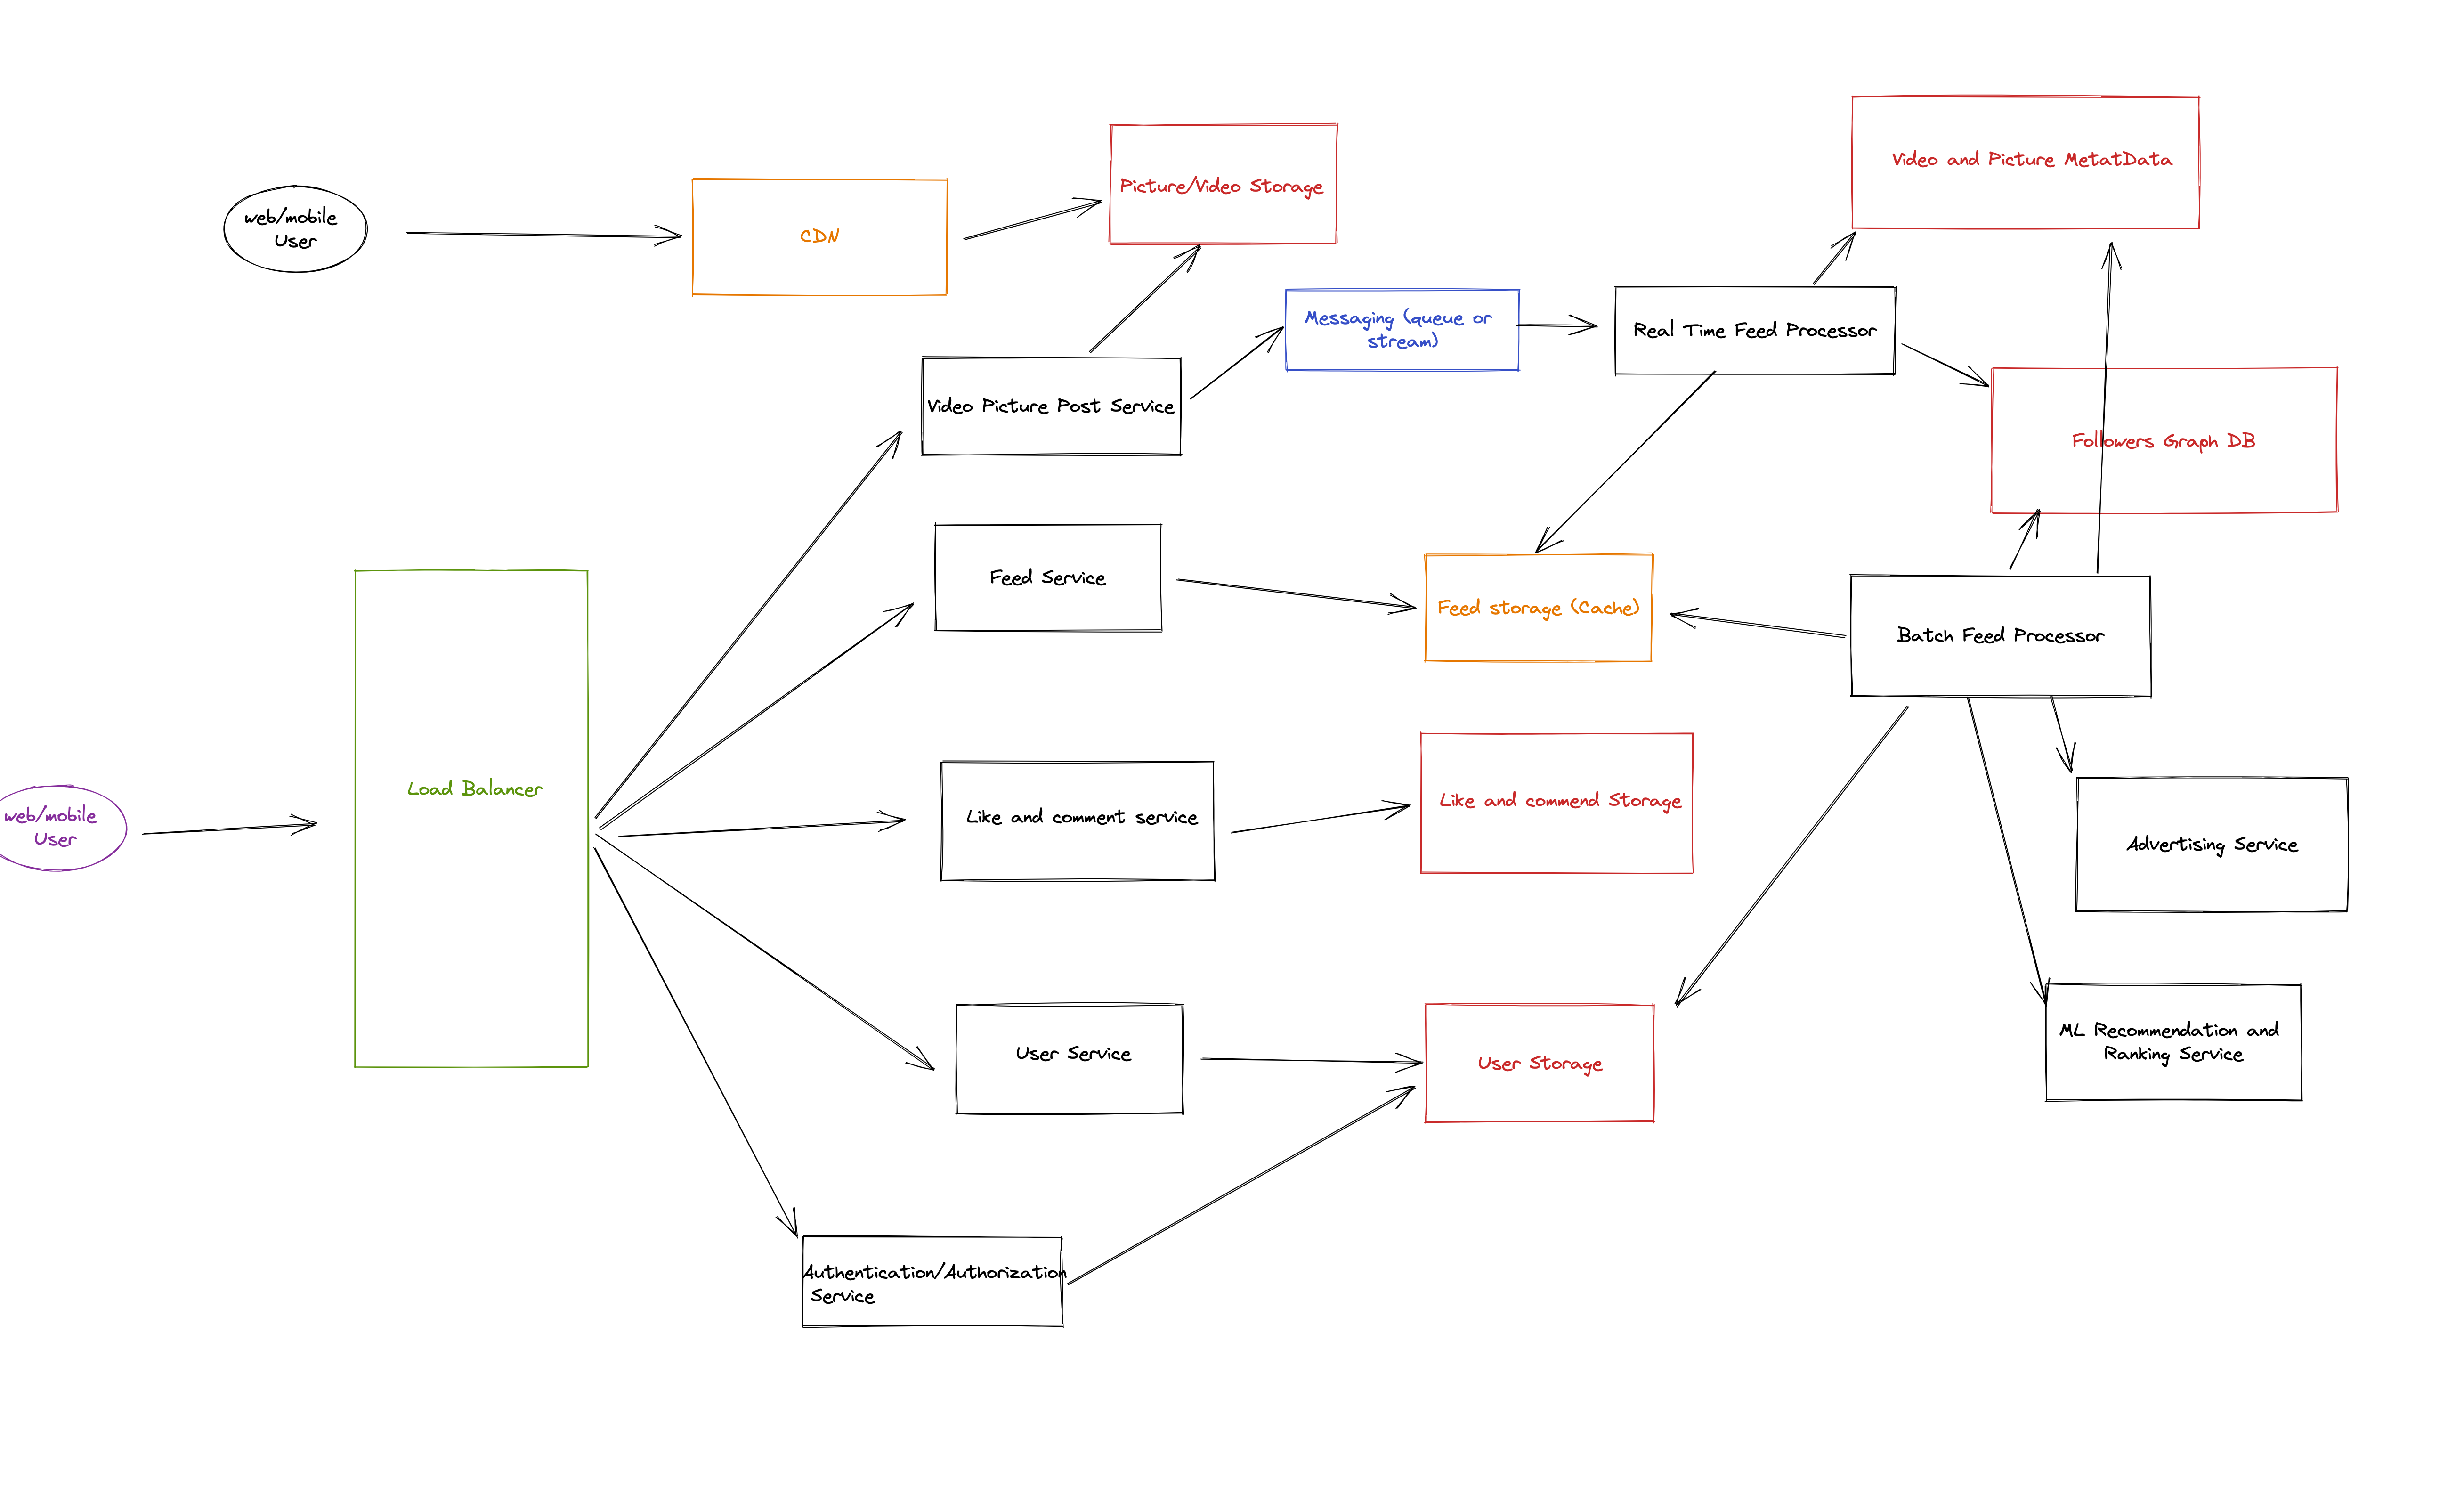 Video and Picture MetatData
Picture/Video Storage
web/mobile
User
CDN
Messaging (queue or
stream)
Real Time Feed Processor
Video Picture Post Service
Followers Graph DB
Feed Service
Feed storage (Cache)
Batch Feed Processor
Load Balancer
web/mobile
User
Like and comment service
Like and commend Storage
Advertising Service
User Service
User Storage
ML Recommendation and
Ranking Service
Authentication/Authorization
Service